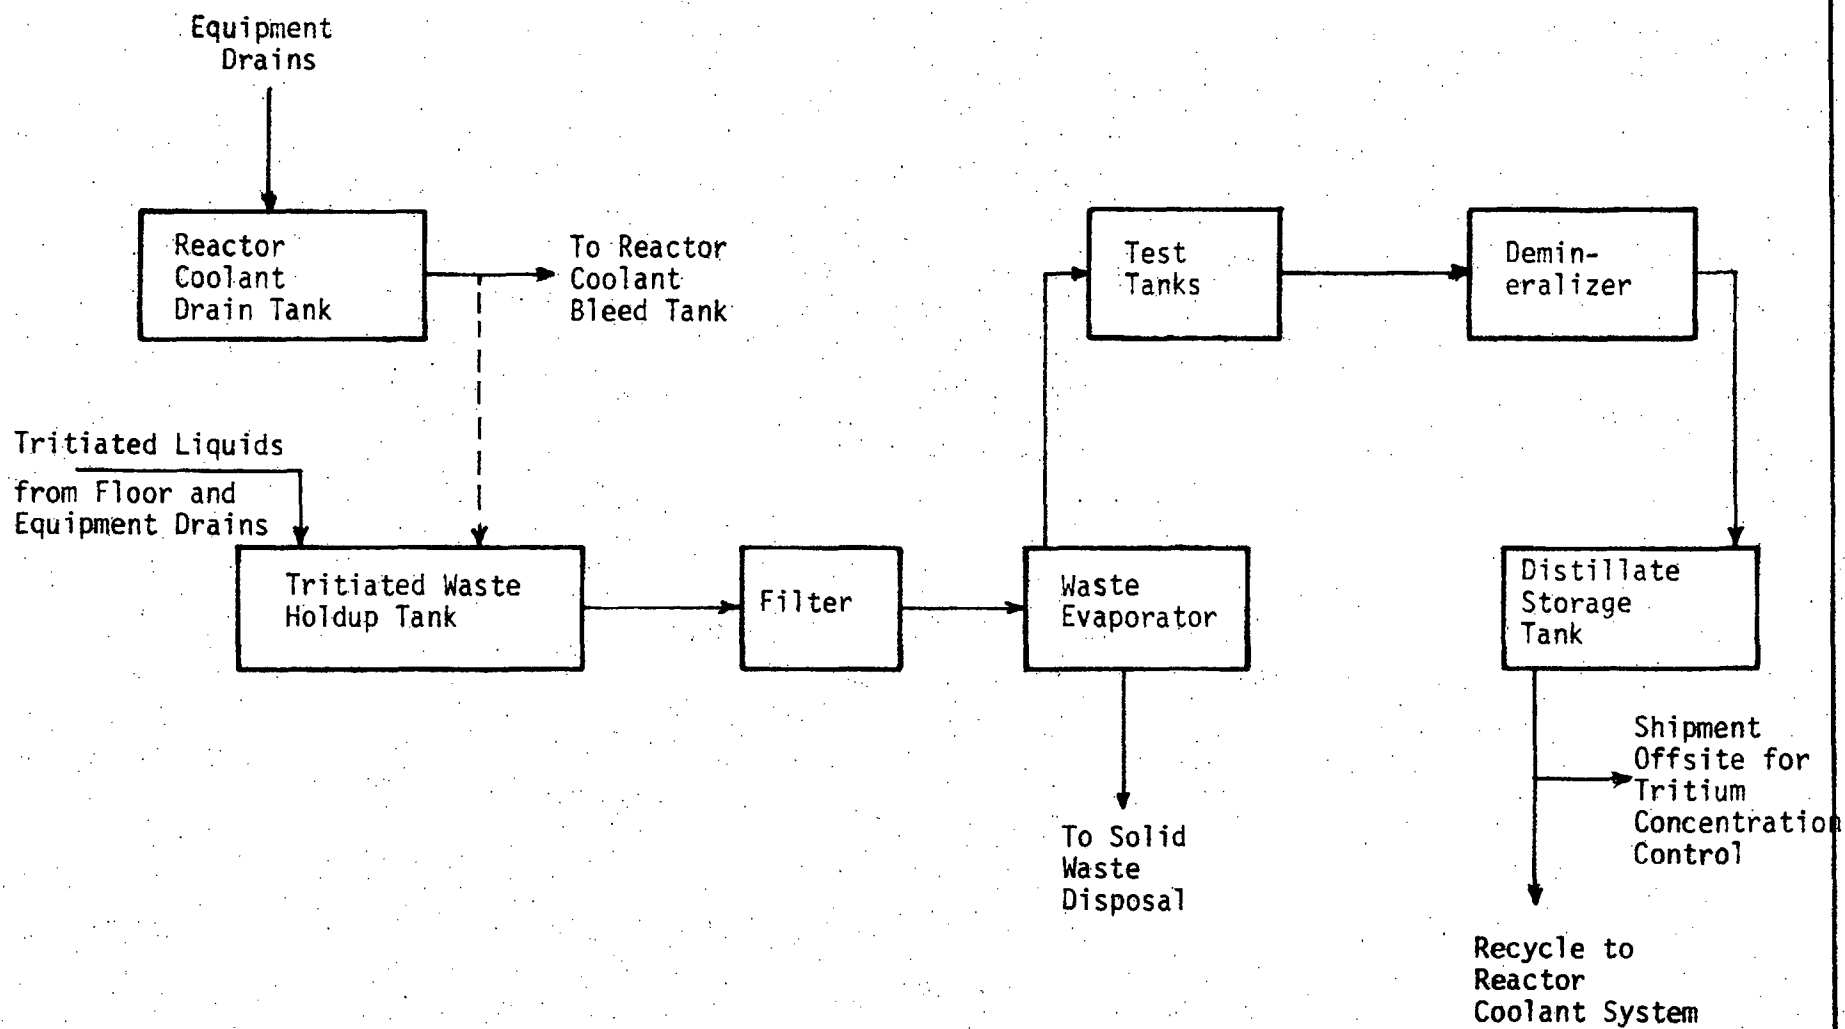 Equipment
Drains
Reactor
Coolant
Drain Tank
To Reactor
Coolant
Bleed Tank
Test
Tanks
Demin-
eralizer
Tritiated Liquids
from Floor and
Equipment Drains
Tritiated Waste
Holdup Tank
Filter
Waste
Evaporator
Distillate
Storage
Tank
To Solid
Waste
Disposal
Shipment
Offsite for
Tritium
Concentration
Control
Recycle to
Reactor
Coolant System